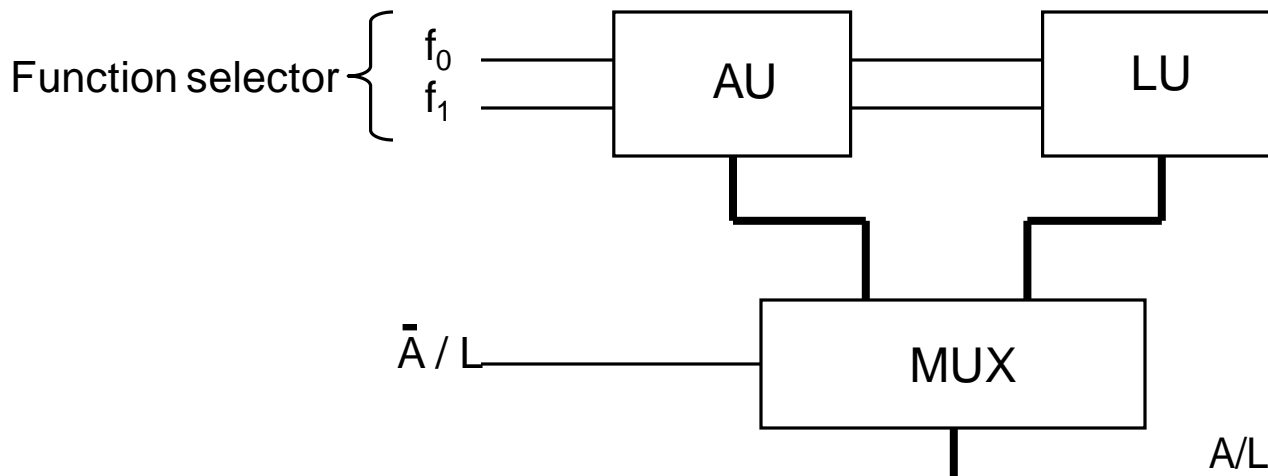 Function selector
f₀
f₁
AU
LU
Ā / L
MUX
A/L